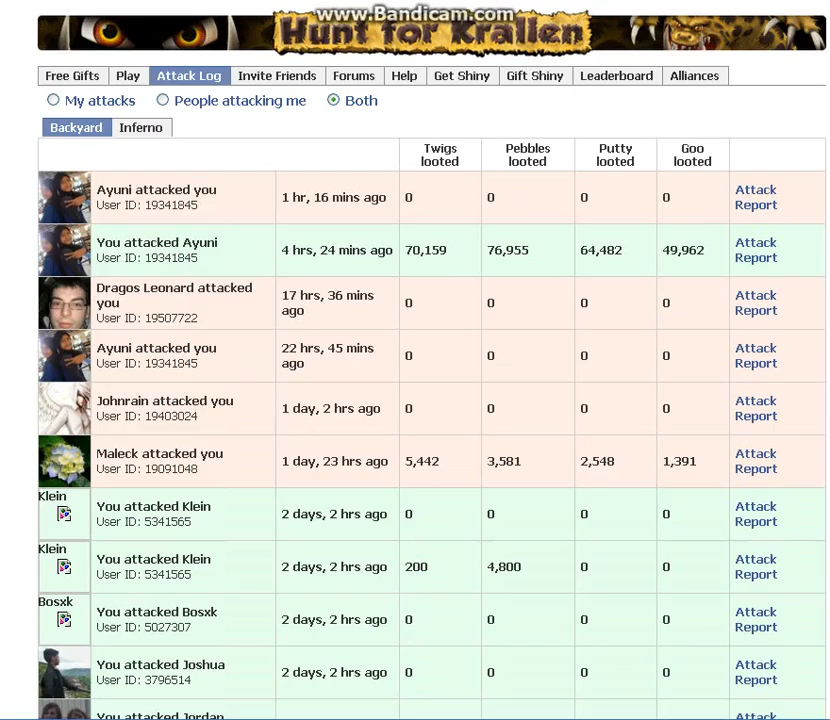 www.Bandicam.com
Hunt for Krallen
Free Gifts Play Attack Log Invite Friends Forums Help Get Shiny Gift Shiny Leaderboard Alliances
My attacks People attacking me Both
Backyard Inferno
Twigs looted Pebbles looted Putty looted Goo looted
Ayuni attacked you
User ID: 19341845
1 hr, 16 mins ago 0 0 0 0 Attack Report
You attacked Ayuni
User ID: 19341845
4 hrs, 24 mins ago 70,159 76,955 64,482 49,962 Attack Report
Dragos Leonard attacked you
User ID: 19507722
17 hrs, 36 mins ago 0 0 0 0 Attack Report
Ayuni attacked you
User ID: 19341845
22 hrs, 45 mins ago 0 0 0 0 Attack Report
Johnrain attacked you
User ID: 19403024
1 day, 2 hrs ago 0 0 0 0 Attack Report
Maleck attacked you
User ID: 19091048
1 day, 23 hrs ago 5,442 3,581 2,548 1,391 Attack Report
Klein
You attacked Klein
User ID: 5341565
2 days, 2 hrs ago 0 0 0 0 Attack Report
Klein
You attacked Klein
User ID: 5341565
2 days, 2 hrs ago 200 4,800 0 0 Attack Report
Bosxk
You attacked Bosxk
User ID: 5027307
2 days, 2 hrs ago 0 0 0 0 Attack Report
You attacked Joshua
User ID: 3796514
2 days, 2 hrs ago 0 0 0 0 Attack Report
You attacked Jordan
Attack